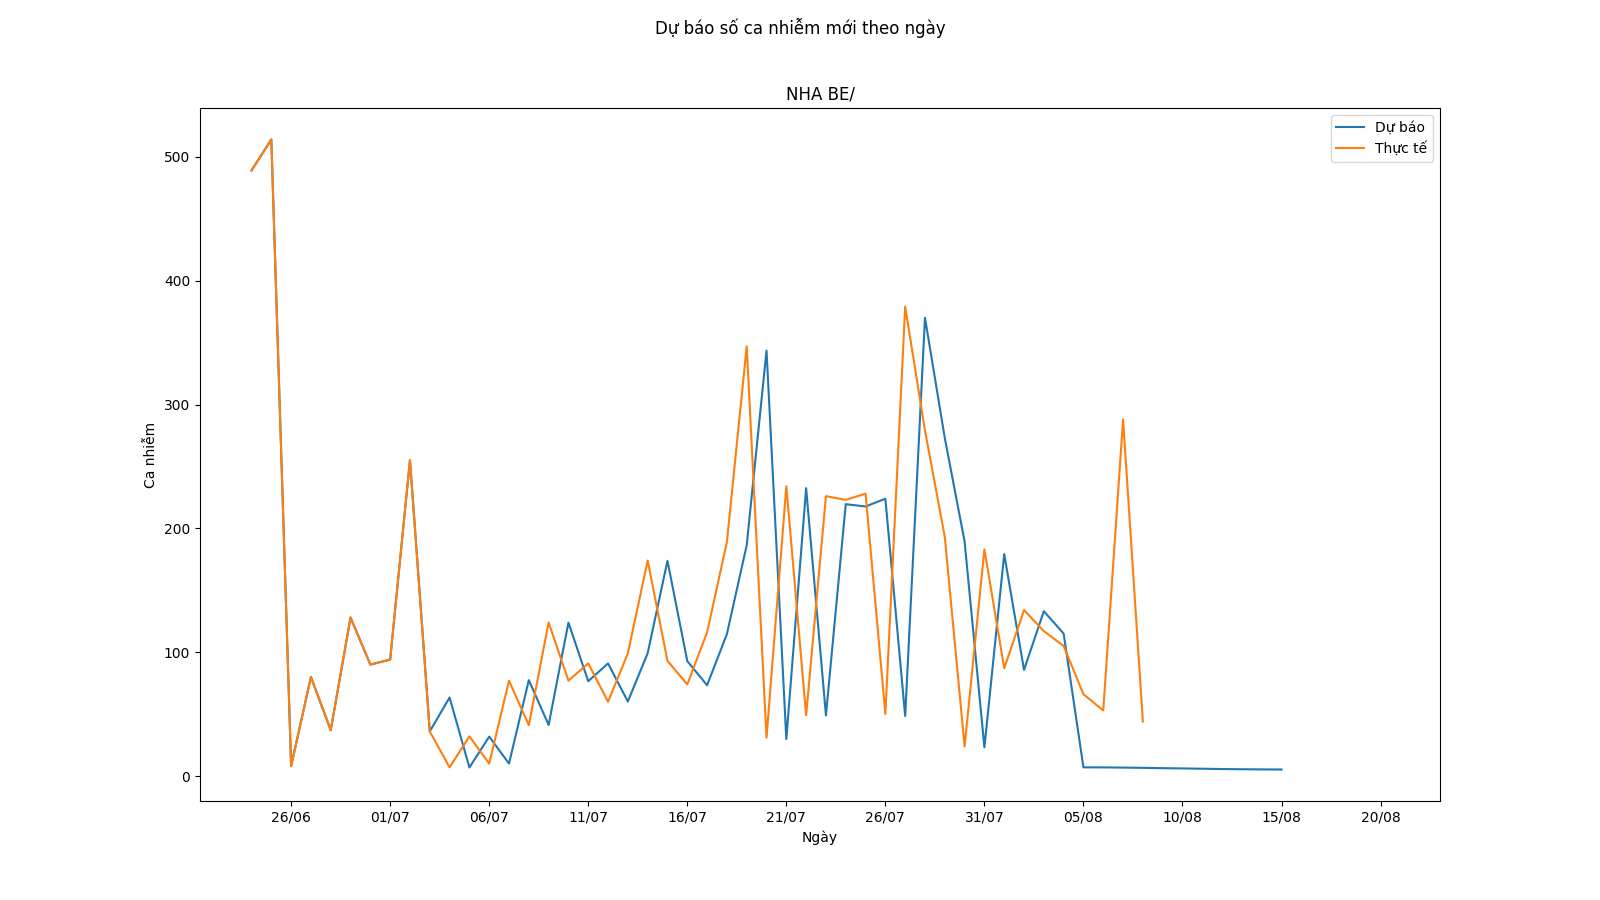 Dự báo số ca nhiễm mới theo ngày
NHA BE/
Dự báo
Thực tế
500
400
300
200
100
0
Ca nhiễm
26/06 01/07 06/07 11/07 16/07 21/07 26/07 31/07 05/08 10/08 15/08 20/08
Ngày